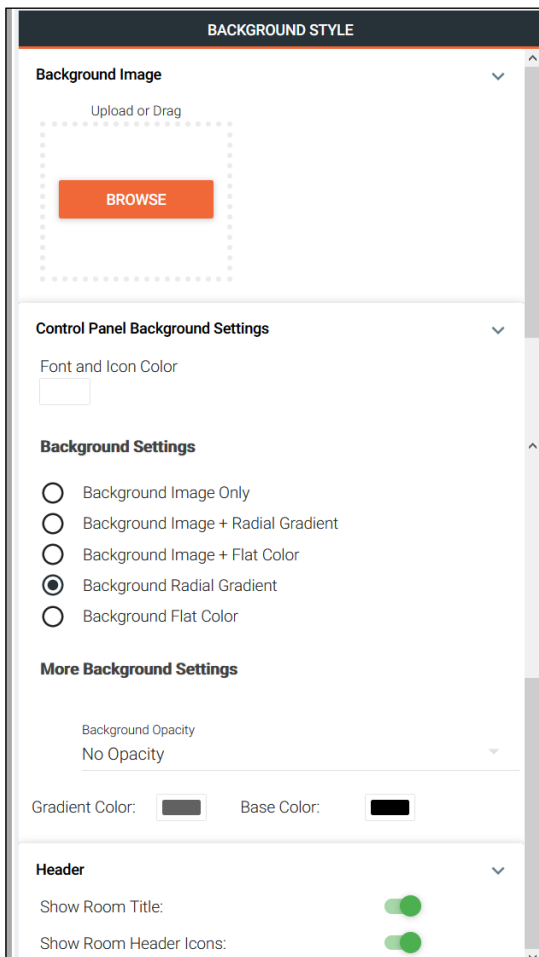 BACKGROUND STYLE
Background Image
Upload or Drag
BROWSE
Control Panel Background Settings
Font and Icon Color
Background Settings
Background Image Only
Background Image + Radial Gradient
Background Image + Flat Color
Background Radial Gradient
Background Flat Color
More Background Settings
Background Opacity
No Opacity
Gradient Color: Base Color:
Header
Show Room Title:
Show Room Header Icons: